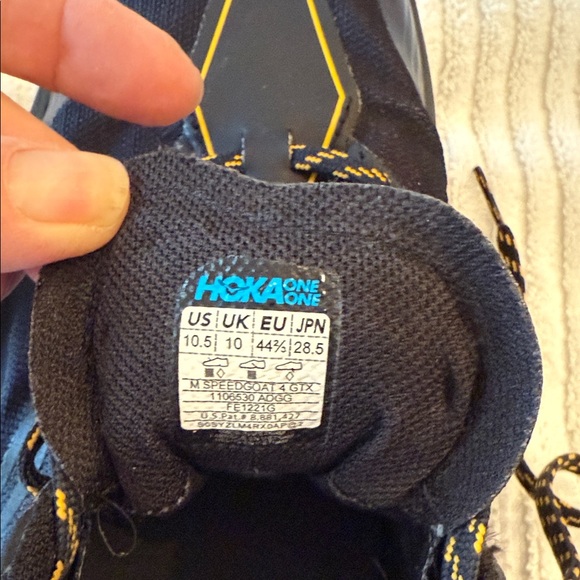 HOKA ONE ONE
US UK EU JPN
10.5 10 44⅔ 28.5
M SPEEDGOAT 4 GTX
1106530 ADGG
FE1221G
U.S.Pat.# 8,881,427